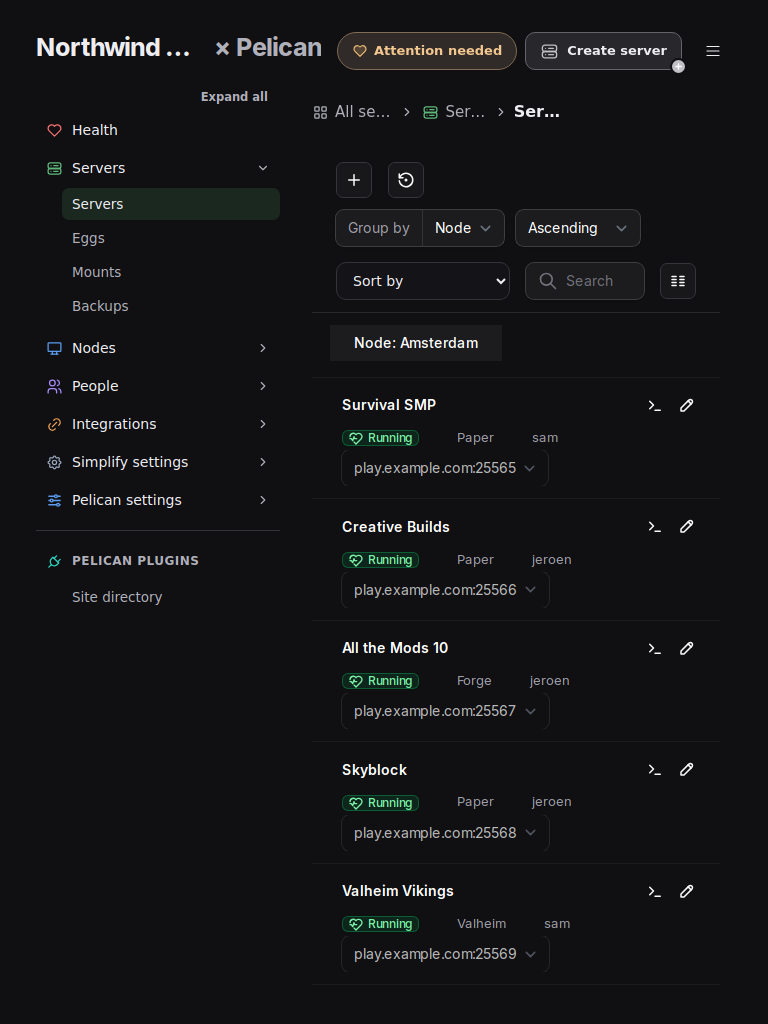 Northwind ... × Pelican
Attention needed
Create server
Expand all
Health
Servers
Servers
Eggs
Mounts
Backups
Nodes
People
Integrations
Simplify settings
Pelican settings
PELICAN PLUGINS
Site directory
All se... > Ser... > Ser...
Group by Node
Ascending
Sort by
Search
Node: Amsterdam
Survival SMP
Running Paper sam
play.example.com:25565
Creative Builds
Running Paper jeroen
play.example.com:25566
All the Mods 10
Running Forge jeroen
play.example.com:25567
Skyblock
Running Paper jeroen
play.example.com:25568
Valheim Vikings
Running Valheim sam
play.example.com:25569